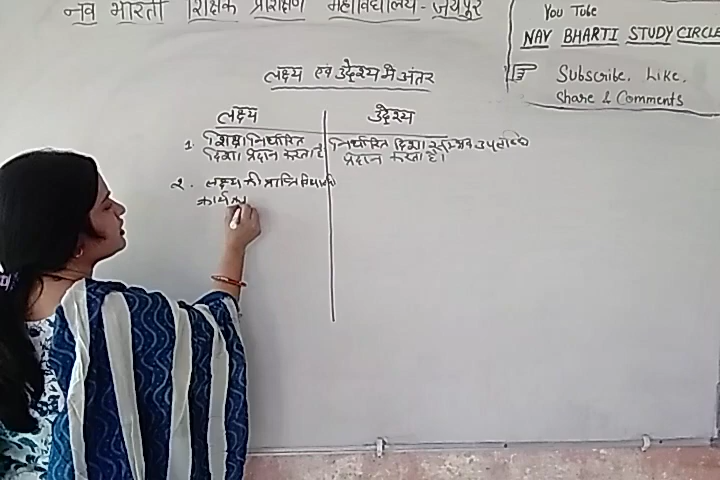 नव भारती शिक्षक प्रशिक्षण महाविद्यालय - जयपुर
You Tube
NAV BHARTI STUDY CIRCLE
Subscribe, Like,
Share & Comments
लक्ष्य एवं उद्देश्य में अंतर
लक्ष्य उद्देश्य
1. शिक्षा निर्धारित
दिशा प्रदान करता है
निर्धारित दिशा
प्रदान करता है।
2. लक्ष्य की प्राप्ति
कार्यक्र